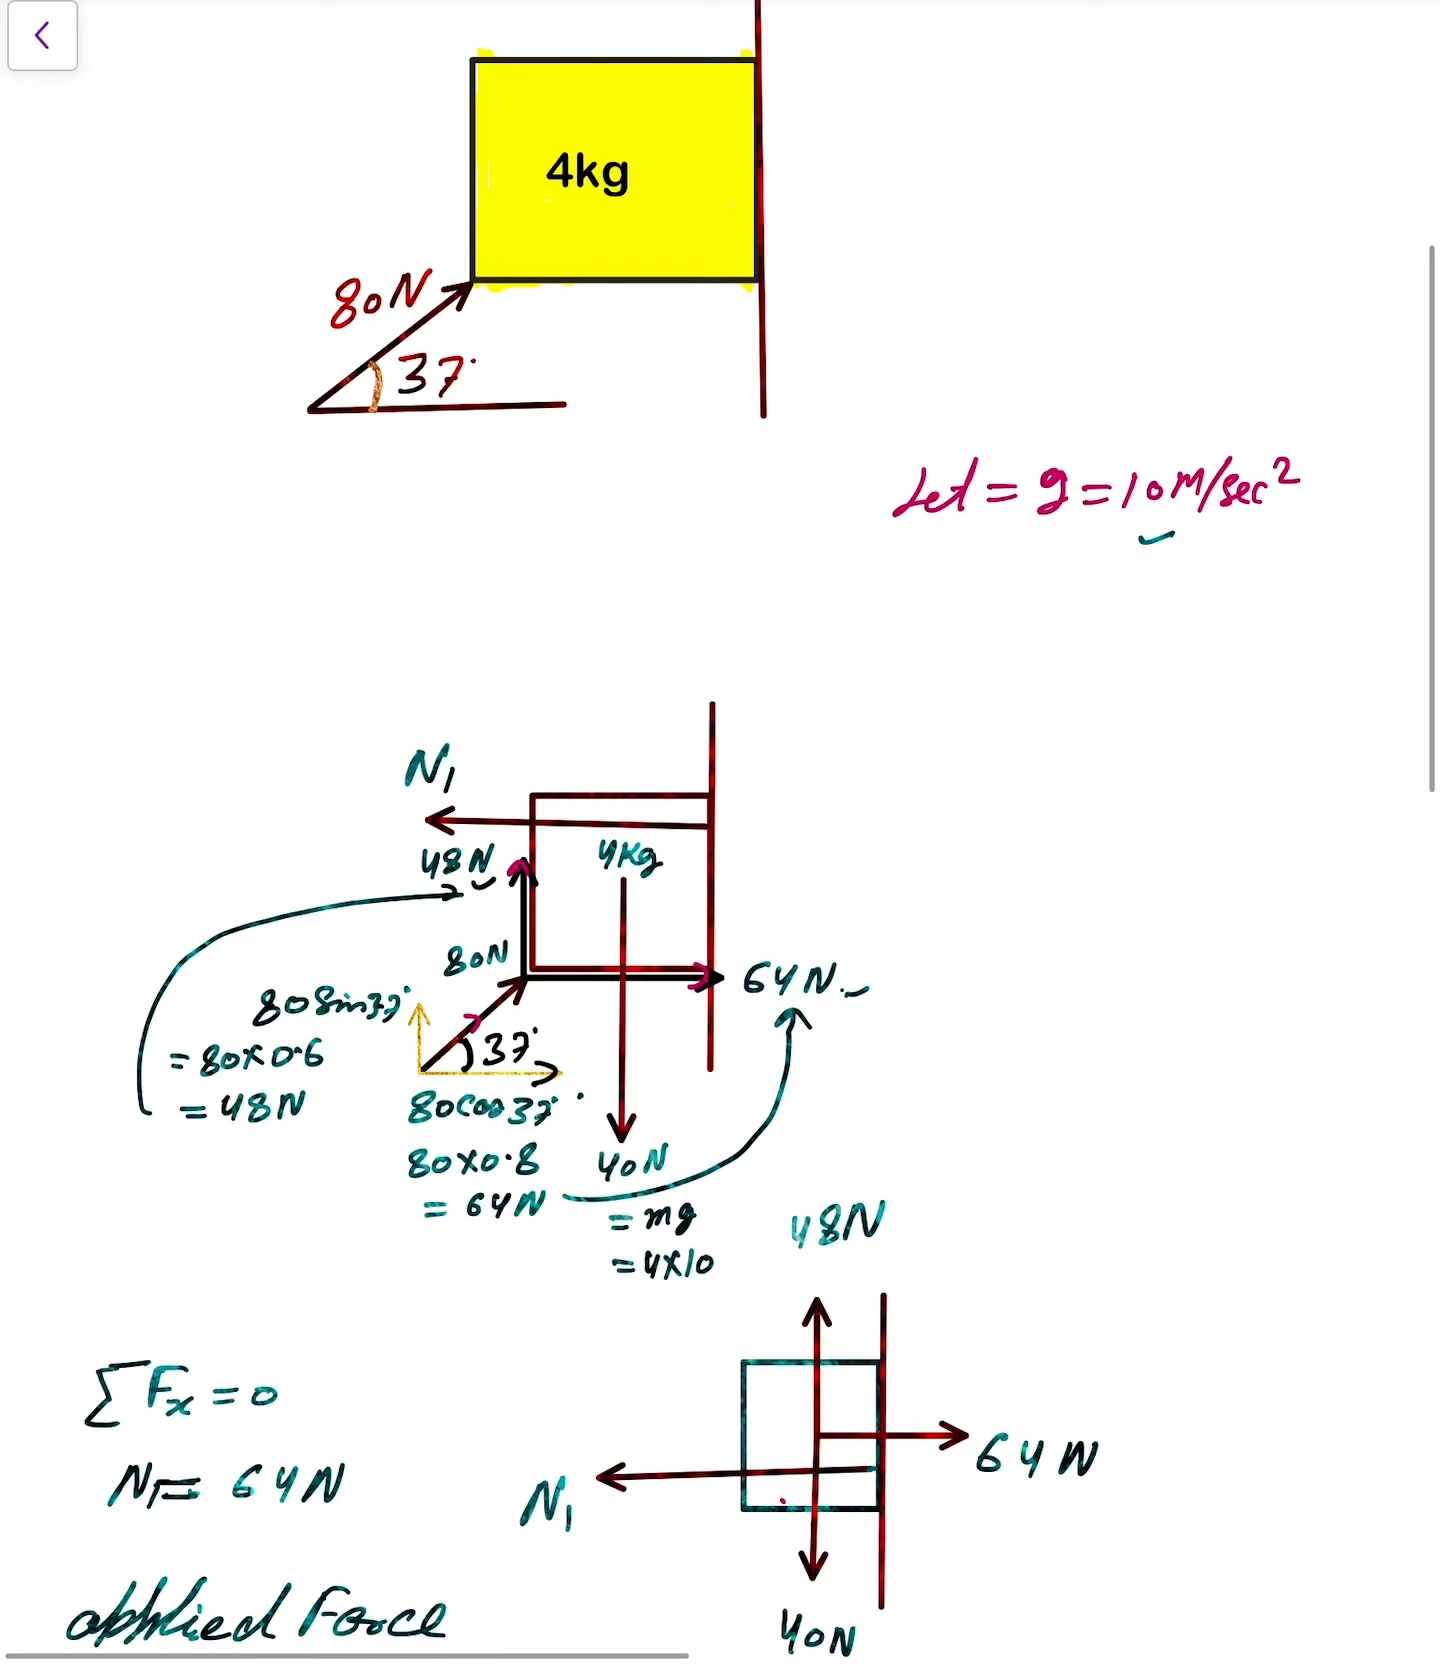 4kg
80N
37°
Let = g = 10 M/sec²
N₁
48N
4Kg
80N
64N
80 Sin37°
= 80×0.6
= 48N
37°
80cos37°
80×0.8
= 64N
40N
= mg
= 4×10
48N
ΣFx = 0
64N
N₁ = 64N
N₁
applied Force
40N